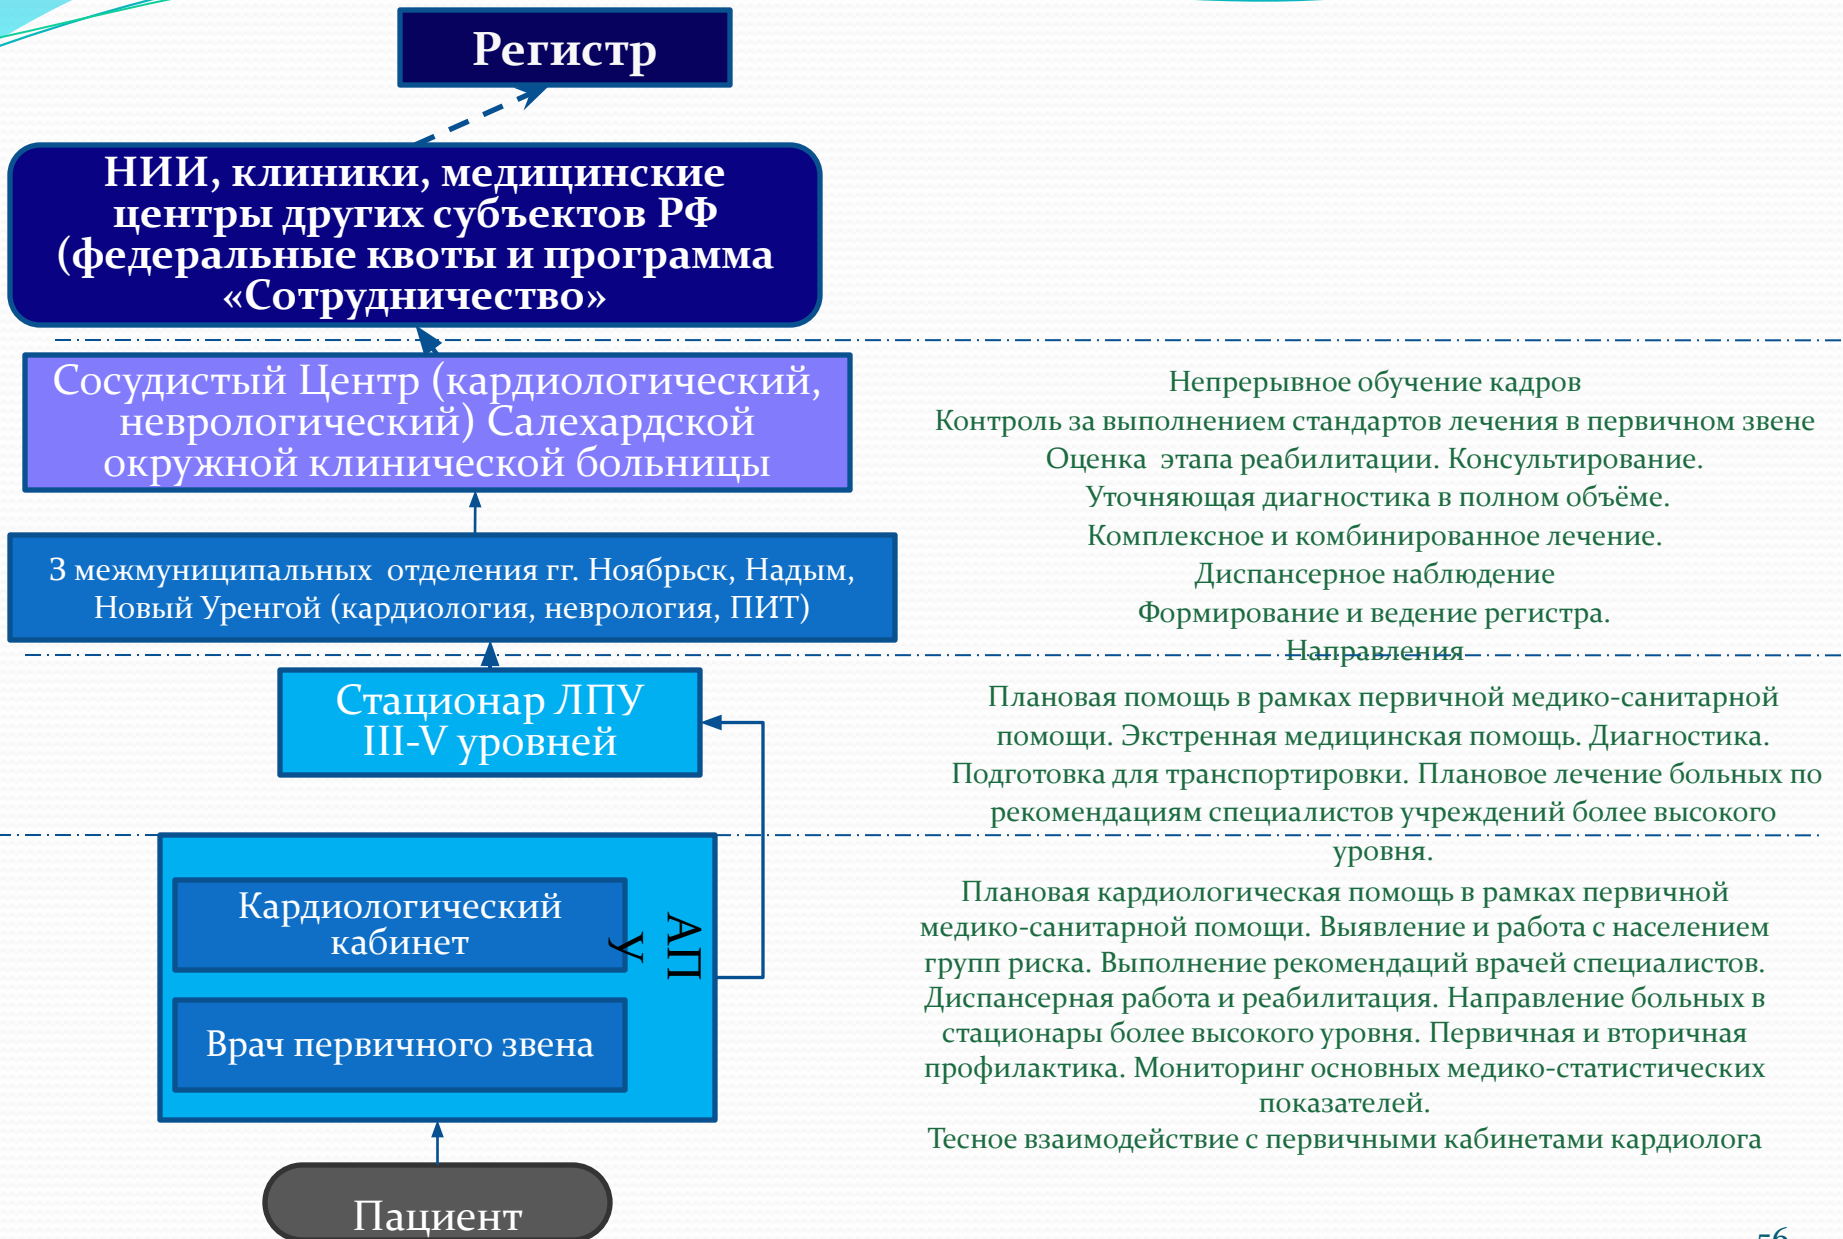 Регистр
НИИ, клиники, медицинские
центры других субъектов РФ
(федеральные квоты и программа
«Сотрудничество»
Сосудистый Центр (кардиологический,
неврологический) Салехардской
окружной клинической больницы
3 межмуниципальных отделения гг. Ноябрьск, Надым,
Новый Уренгой (кардиология, неврология, ПИТ)
Непрерывное обучение кадров
Контроль за выполнением стандартов лечения в первичном звене
Оценка этапа реабилитации. Консультирование.
Уточняющая диагностика в полном объёме.
Комплексное и комбинированное лечение.
Диспансерное наблюдение
Формирование и ведение регистра.
Направления
Стационар ЛПУ
III-V уровней
Плановая помощь в рамках первичной медико-санитарной
помощи. Экстренная медицинская помощь. Диагностика.
Подготовка для транспортировки. Плановое лечение больных по
рекомендациям специалистов учреждений более высокого
уровня.
Кардиологический
кабинет
АП
У
Врач первичного звена
Плановая кардиологическая помощь в рамках первичной
медико-санитарной помощи. Выявление и работа с населением
групп риска. Выполнение рекомендаций врачей специалистов.
Диспансерная работа и реабилитация. Направление больных в
стационары более высокого уровня. Первичная и вторичная
профилактика. Мониторинг основных медико-статистических
показателей.
Тесное взаимодействие с первичными кабинетами кардиолога
Пациент
56